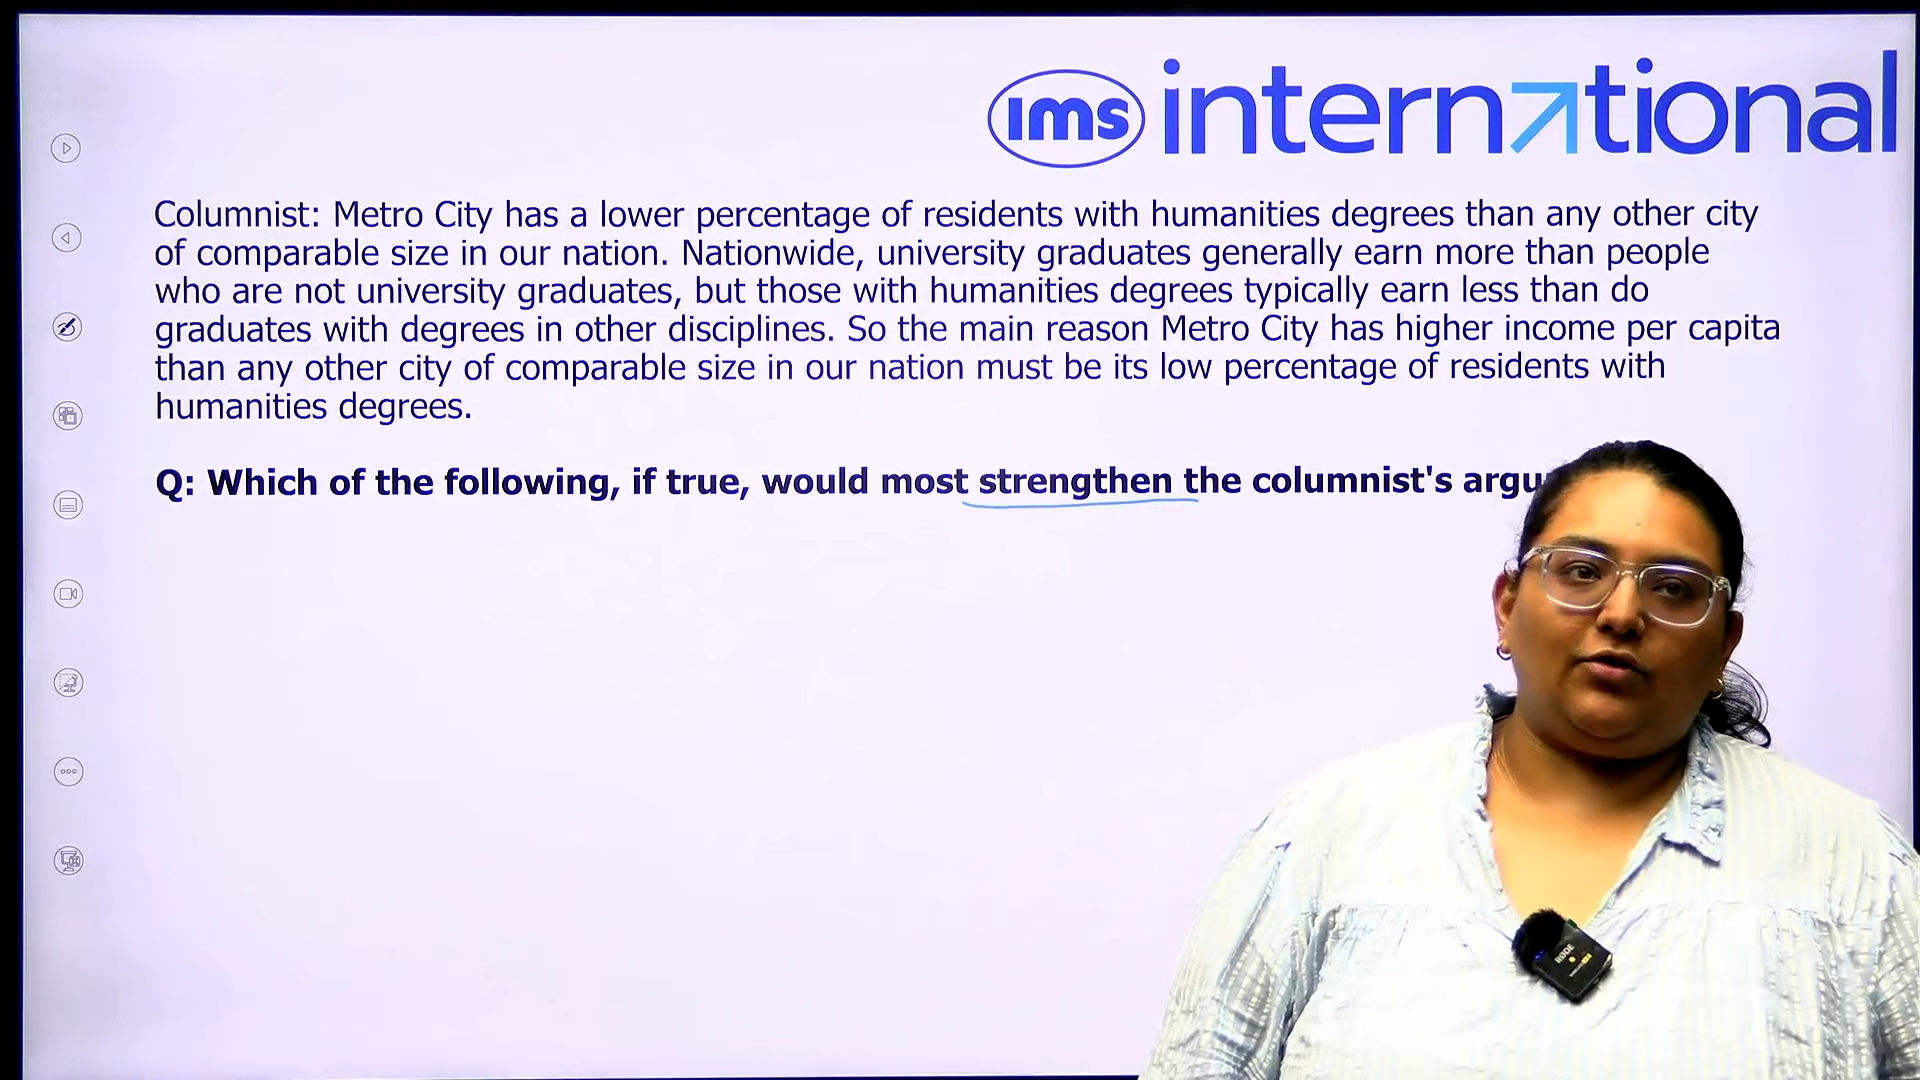 ims international
Columnist: Metro City has a lower percentage of residents with humanities degrees than any other city
of comparable size in our nation. Nationwide, university graduates generally earn more than people
who are not university graduates, but those with humanities degrees typically earn less than do
graduates with degrees in other disciplines. So the main reason Metro City has higher income per capita
than any other city of comparable size in our nation must be its low percentage of residents with
humanities degrees.
Q: Which of the following, if true, would most strengthen the columnist's argu
RØDE